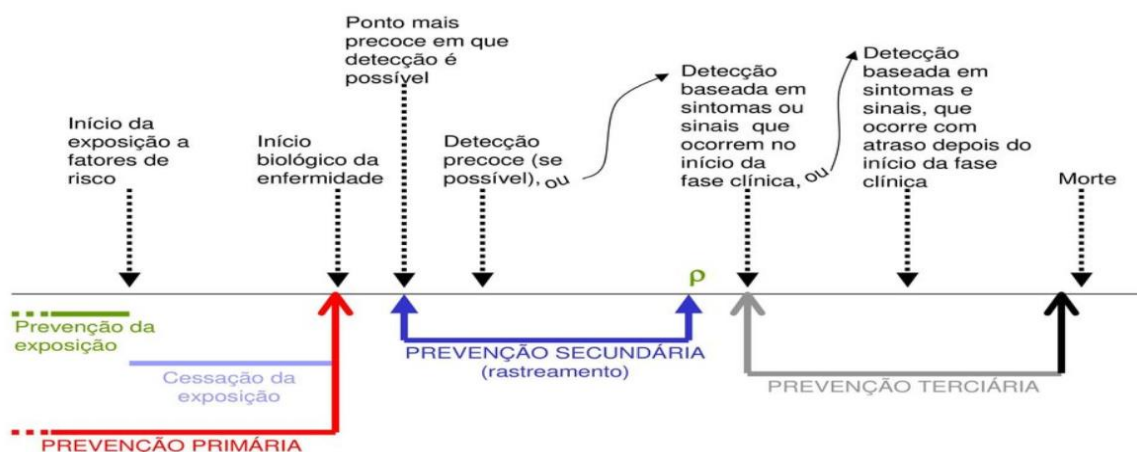 Ponto mais
precoce em que
detecção é
possível
Início da
exposição a
fatores de
risco
Início
biológico da
enfermidade
Detecção
precoce (se
possível), ou
Detecção
baseada em
sintomas ou
sinais que
ocorrem no
início da
fase clínica, ou
Detecção
baseada em
sintomas e
sinais, que
ocorre com
atraso depois do
início da fase
clínica
Morte
ρ
Prevenção da
exposição
Cessação da
exposição
PREVENÇÃO PRIMÁRIA
PREVENÇÃO SECUNDÁRIA
(rastreamento)
PREVENÇÃO TERCIÁRIA